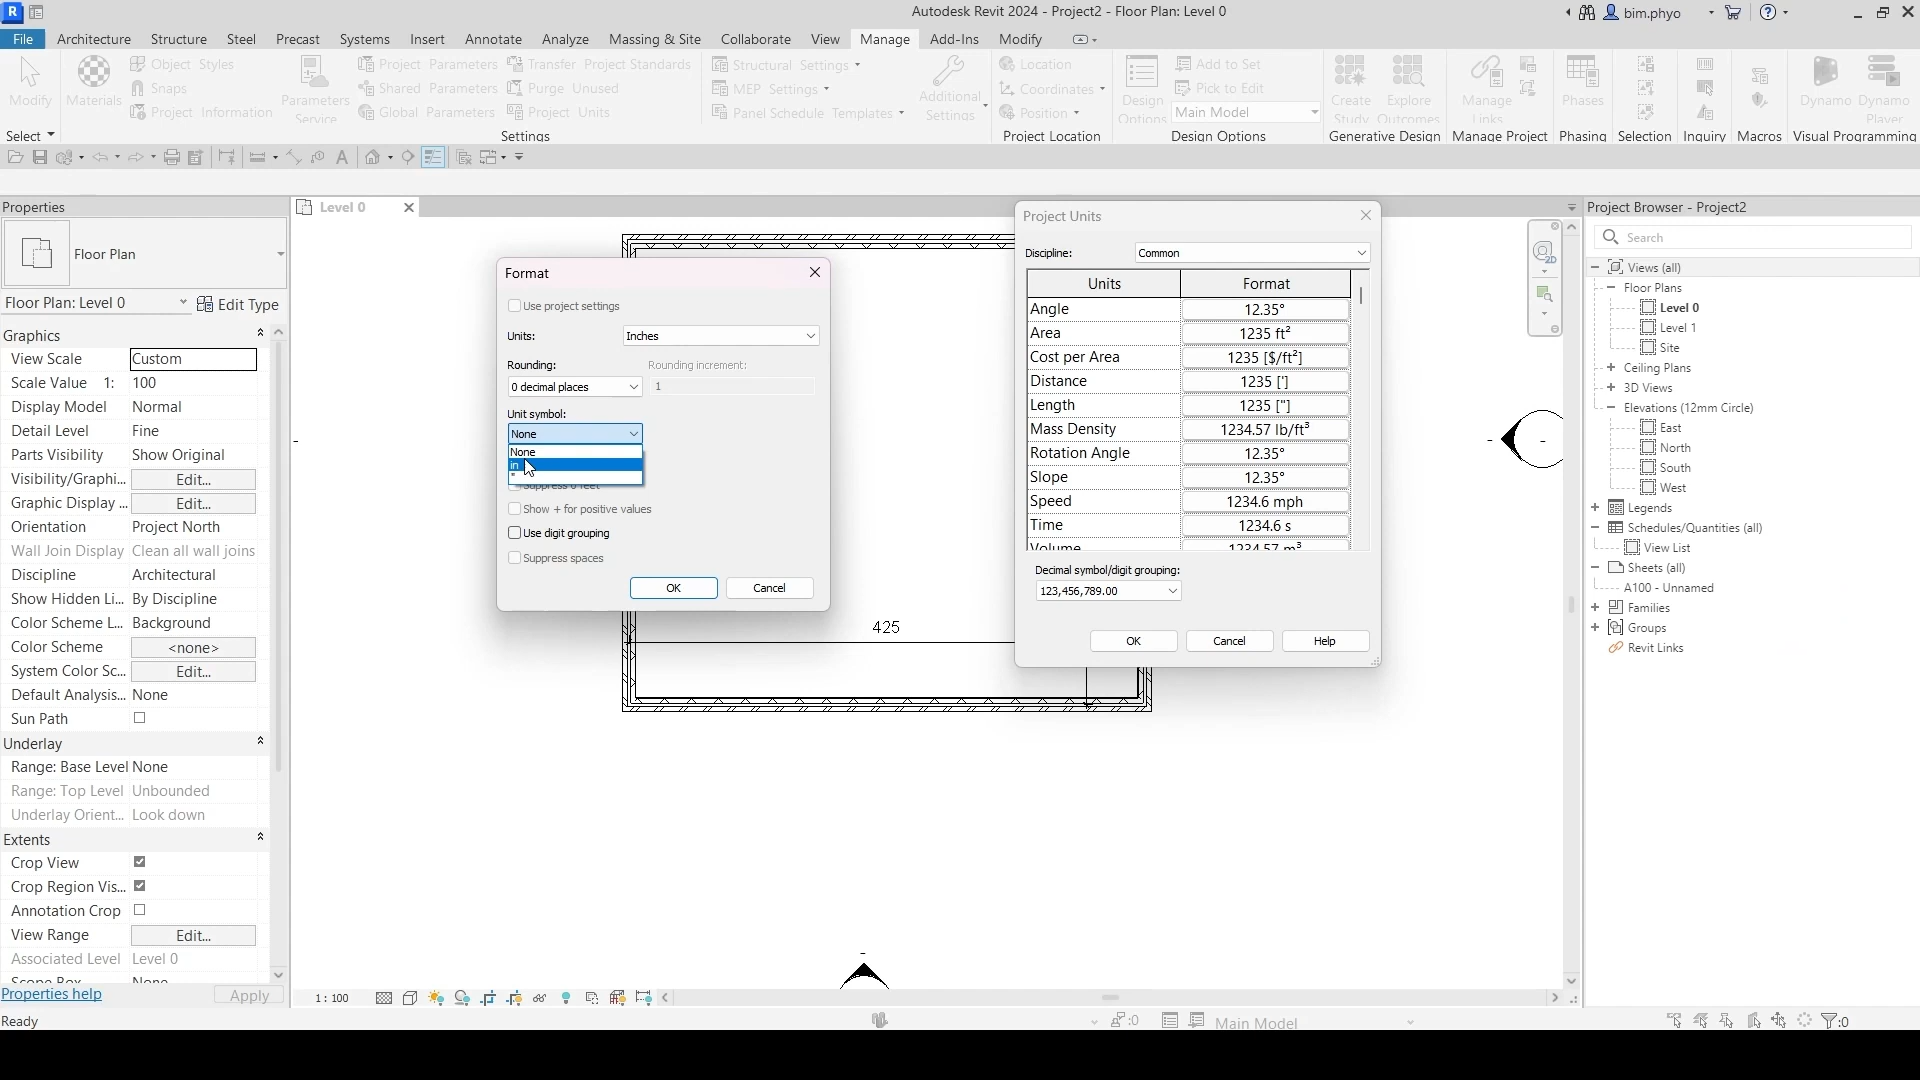 R
Autodesk Revit 2024 - Project2 - Floor Plan: Level 0
bim.phyo
File Architecture Structure Steel Precast Systems Insert Annotate Analyze Massing & Site Collaborate View Manage Add-Ins Modify
Modify
Materials
Object Styles
Snaps
Project Information
Parameters Service
Project Parameters
Shared Parameters
Global Parameters
Transfer Project Standards
Purge Unused
Project Units
Structural Settings
MEP Settings
Panel Schedule Templates
Additional Settings
Location
Coordinates
Position
Design Options
Add to Set
Pick to Edit
Main Model
Create Study
Explore Outcomes
Manage Links
Phases
Dynamo
Dynamo Player
Select
Settings
Project Location
Design Options
Generative Design
Manage Project
Phasing
Selection
Inquiry
Macros
Visual Programming
Properties
Floor Plan
Floor Plan: Level 0
Edit Type
Graphics
View Scale Custom
Scale Value 1: 100
Display Model Normal
Detail Level Fine
Parts Visibility Show Original
Visibility/Graphi... Edit...
Graphic Display ... Edit...
Orientation Project North
Wall Join Display Clean all wall joins
Discipline Architectural
Show Hidden Li... By Discipline
Color Scheme L... Background
Color Scheme <none>
System Color Sc... Edit...
Default Analysis... None
Sun Path
Underlay
Range: Base Level None
Range: Top Level Unbounded
Underlay Orient... Look down
Extents
Crop View
Crop Region Vis...
Annotation Crop
View Range Edit...
Associated Level Level 0
Scope Box None
Properties help
Apply
Ready
Level 0
Format
Use project settings
Units: Inches
Rounding: Rounding increment:
0 decimal places 1
Unit symbol:
None
None
in
"
Suppress 0 feet
Show + for positive values
Use digit grouping
Suppress spaces
OK Cancel
425
Project Units
Discipline: Common
Units Format
Angle 12.35°
Area 1235 ft²
Cost per Area 1235 [$/ft²]
Distance 1235 [']
Length 1235 ["]
Mass Density 1234.57 lb/ft³
Rotation Angle 12.35°
Slope 12.35°
Speed 1234.6 mph
Time 1234.6 s
Volume 1234.57 m³
Decimal symbol/digit grouping:
123,456,789.00
OK Cancel Help
2D
1 : 100
:0
Main Model
:0
Project Browser - Project2
Search
Views (all)
Floor Plans
Level 0
Level 1
Site
Ceiling Plans
3D Views
Elevations (12mm Circle)
East
North
South
West
Legends
Schedules/Quantities (all)
View List
Sheets (all)
A100 - Unnamed
Families
Groups
Revit Links